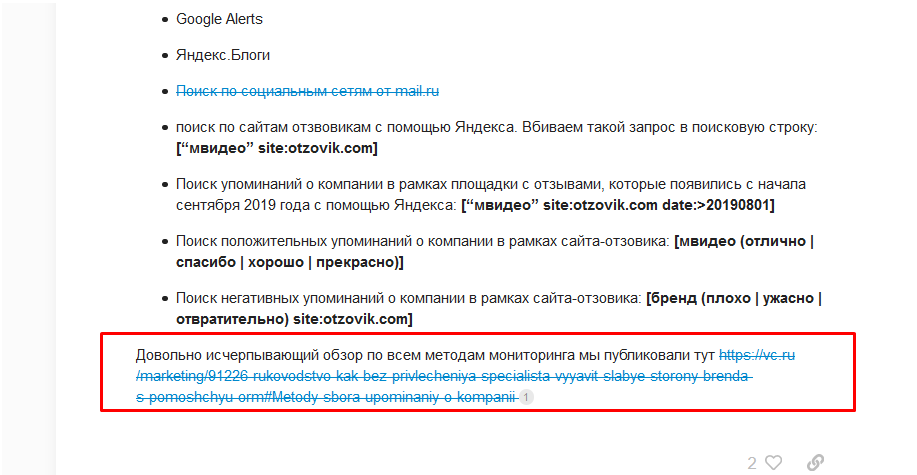 Google Alerts
Яндекс.Блоги
Поиск по социальным сетям от mail.ru
поиск по сайтам отзвовикам с помощью Яндекса. Вбиваем такой запрос в поисковую строку:
[“мвидео” site:otzovik.com]
Поиск упоминаний о компании в рамках площадки с отзывами, которые появились с начала
сентября 2019 года с помощью Яндекса: [“мвидео” site:otzovik.com date:>20190801]
Поиск положительных упоминаний о компании в рамках сайта-отзовика: [мвидео (отлично |
спасибо | хорошо | прекрасно)]
Поиск негативных упоминаний о компании в рамках сайта-отзовика: [бренд (плохо | ужасно |
отвратительно) site:otzovik.com]
Довольно исчерпывающий обзор по всем методам мониторинга мы публиковали тут https://vc.ru
/marketing/91226-rukovodstvo-kak-bez-privlecheniya-specialista-vyyavit-slabye-storony-brenda-
s-pomoshchyu-orm#Metody-sbora-upominaniy-o-kompanii 1
2